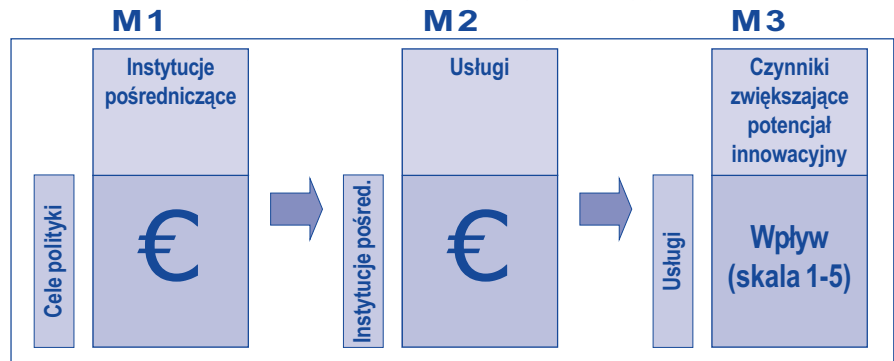 M1
M2
M3
Instytucje
pośredniczące
Usługi
Czynniki
zwiększające
potencjał
innowacyjny
Cele polityki
€
Instytucje pośred.
€
Usługi
Wpływ
(skala 1-5)